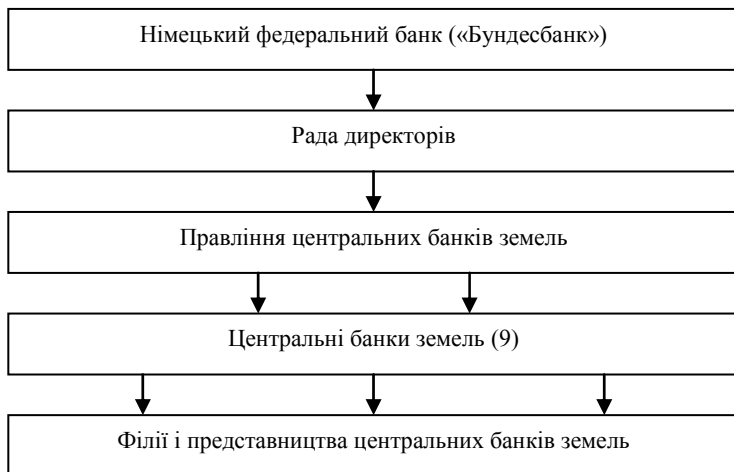 Німецький федеральний банк («Бундесбанк»)
Рада директорів
Правління центральних банків земель
Центральні банки земель (9)
Філії і представництва центральних банків земель